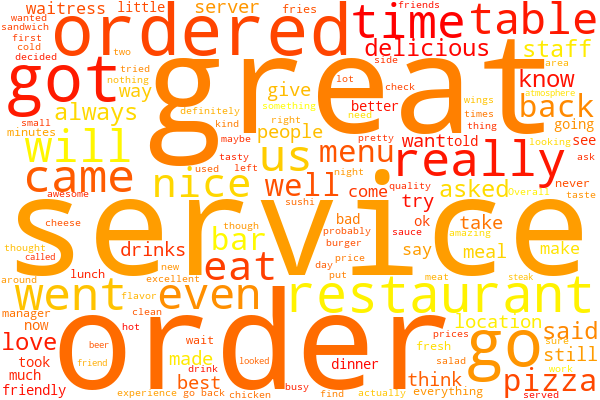 waitress little server fries friends
wanted sandwich first cold decided
ordered time table
great
delicious staff
got two tried nothing lot side check area
way give know
always definitely something better wings atmosphere back
minutes kind need times going
small maybe right people pretty thing looking
will tasty us menu want told really see ask
came used left night come quality never
awesome nice well try asked Overall taste
service
cheese sushi bad sauce ok take
thought though bar probably burger say amazing make
called drinks eat day price meal
around lunch new excellent put meat steak
went even restaurant
manager flavor clean location
now beer hot wait prices fresh go said sure
love friend made drink looked order dinner salad still week
took best busy think everything pizza
much friendly experience go back chicken find actually served